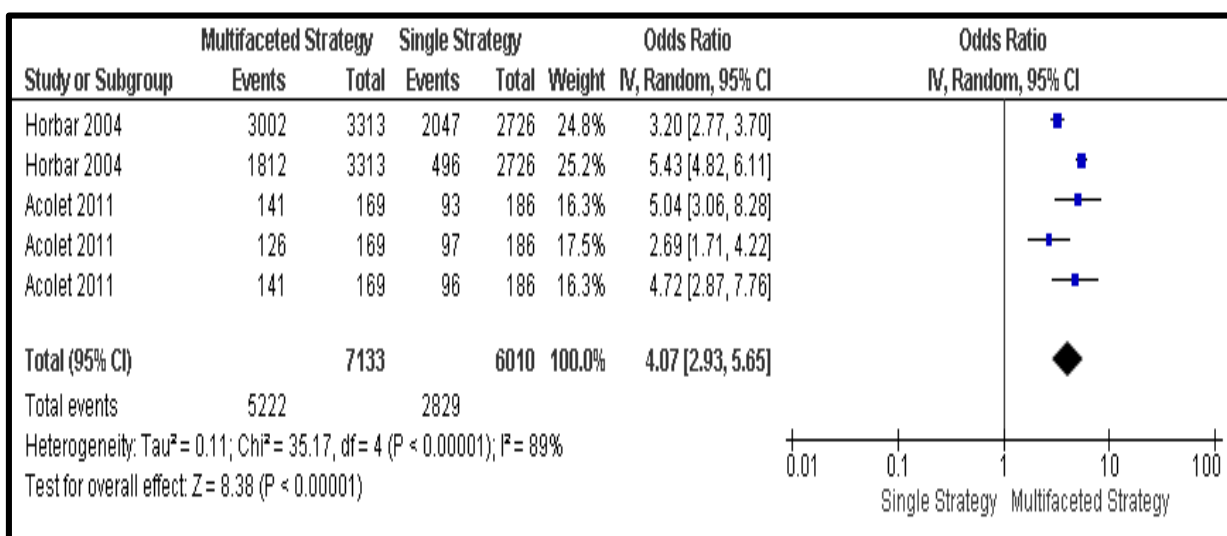 Multifaceted Strategy Single Strategy Odds Ratio Odds Ratio
Study or Subgroup Events Total Events Total Weight IV, Random, 95% CI IV, Random, 95% CI
Horbar 2004 3002 3313 2047 2726 24.8% 3.20 [2.77, 3.70]
Horbar 2004 1812 3313 496 2726 25.2% 5.43 [4.82, 6.11]
Acolet 2011 141 169 93 186 16.3% 5.04 [3.06, 8.28]
Acolet 2011 126 169 97 186 17.5% 2.69 [1.71, 4.22]
Acolet 2011 141 169 96 186 16.3% 4.72 [2.87, 7.76]
Total (95% CI) 7133 6010 100.0% 4.07 [2.93, 5.65]
Total events 5222 2829
Heterogeneity: Tau² = 0.11; Chi² = 35.17, df = 4 (P < 0.00001); I² = 89%
Test for overall effect: Z = 8.38 (P < 0.00001)
0.01 0.1 1 10 100
Single Strategy Multifaceted Strategy